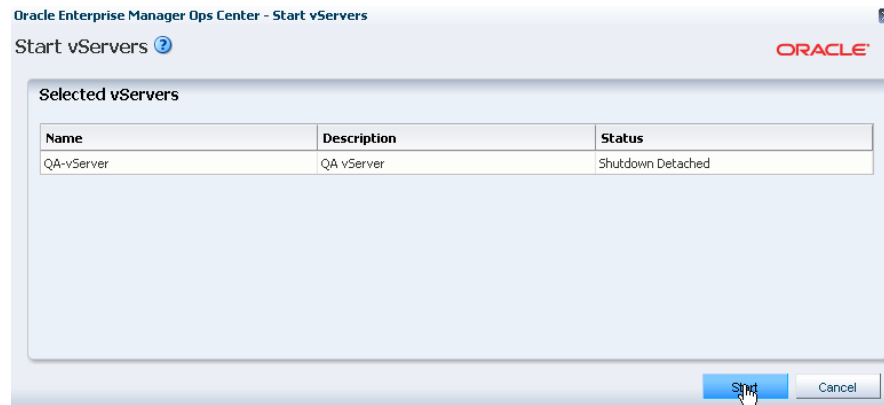 Oracle Enterprise Manager Ops Center - Start vServers
Start vServers ?
ORACLE
Selected vServers
Name Description Status
QA-vServer QA vServer Shutdown Detached
Start Cancel